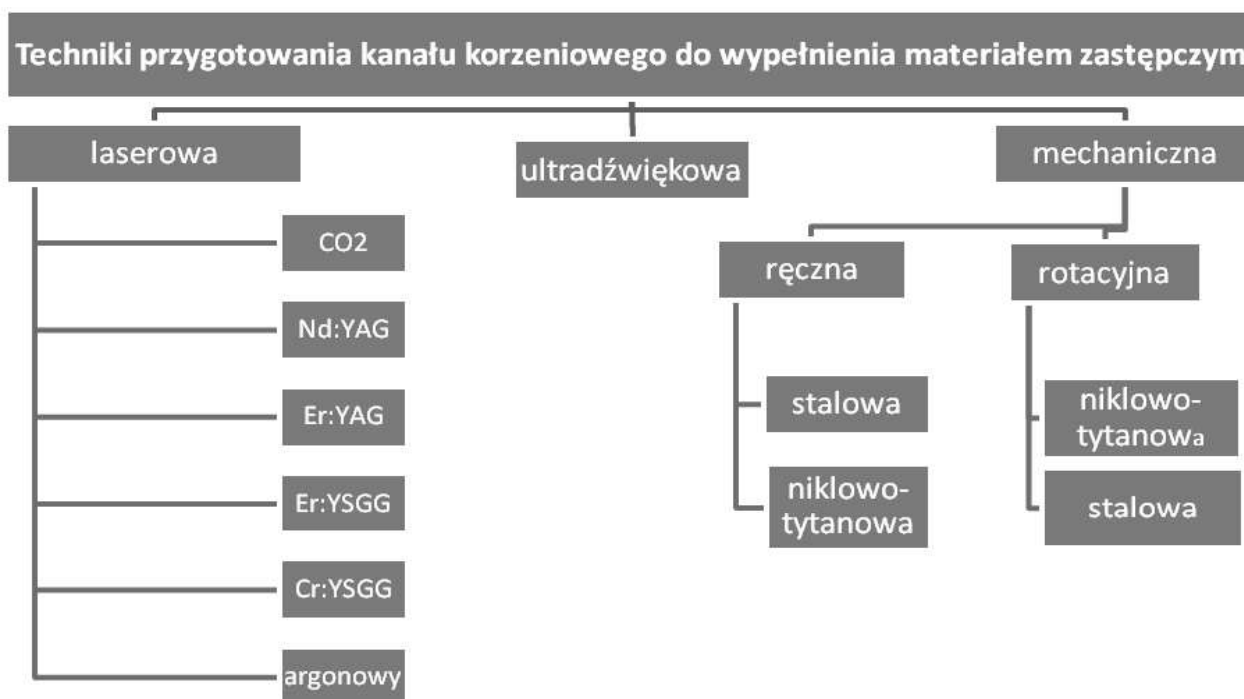 Techniki przygotowania kanału korzeniowego do wypełnienia materiałem zastępczym
laserowa
ultradźwiękowa
mechaniczna
CO2
Nd:YAG
Er:YAG
Er:YSGG
Cr:YSGG
argonowy
ręczna
rotacyjna
stalowa
niklowo-
tytanowa
niklowo-
tytanowa
stalowa